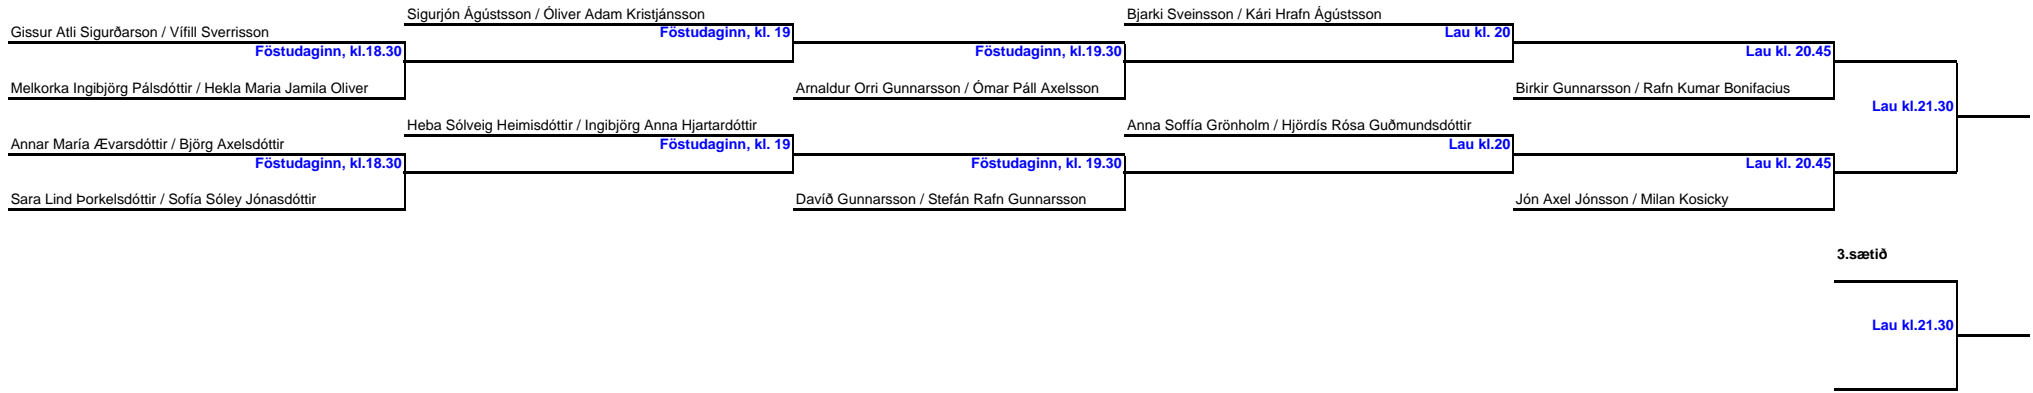 Sigurjón Ágústsson / Óliver Adam Kristjánsson
Bjarki Sveinsson / Kári Hrafn Ágústsson
Gissur Atli Sigurðarson / Vífill Sverrisson
Föstudaginn, kl. 19
Lau kl. 20
Föstudaginn, kl.18.30
Föstudaginn, kl.19.30
Lau kl. 20.45
Melkorka Ingibjörg Pálsdóttir / Hekla Maria Jamila Oliver
Arnaldur Orri Gunnarsson / Ómar Páll Axelsson
Birkir Gunnarsson / Rafn Kumar Bonifacius
Lau kl.21.30
Heba Sólveig Heimisdóttir / Ingibjörg Anna Hjartardóttir
Anna Soffía Grönholm / Hjördís Rósa Guðmundsdóttir
Annar María Ævarsdóttir / Björg Axelsdóttir
Föstudaginn, kl. 19
Lau kl.20
Föstudaginn, kl.18.30
Föstudaginn, kl. 19.30
Lau kl. 20.45
Sara Lind Þorkelsdóttir / Sofía Sóley Jónasdóttir
Davíð Gunnarsson / Stefán Rafn Gunnarsson
Jón Axel Jónsson / Milan Kosicky
3.sætið
Lau kl.21.30